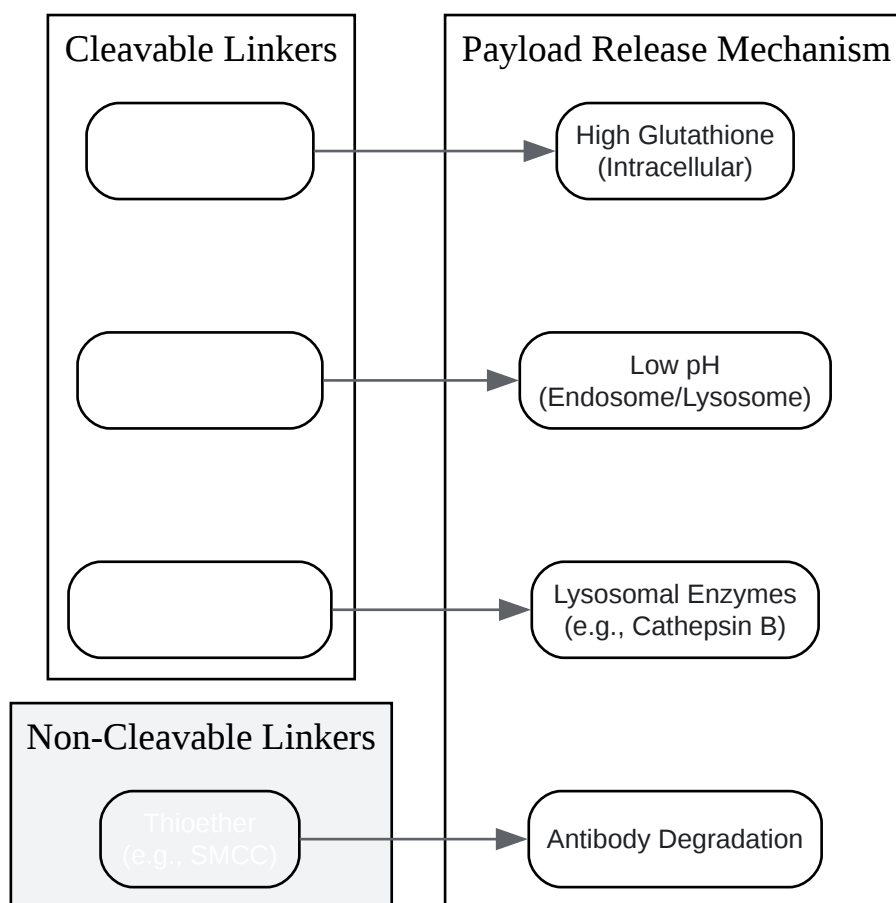 Cleavable Linkers
Payload Release Mechanism
High Glutathione
(Intracellular)
Low pH
(Endosome/Lysosome)
Lysosomal Enzymes
(e.g., Cathepsin B)
Non-Cleavable Linkers
Thioether
(e.g., SMCC)
Antibody Degradation